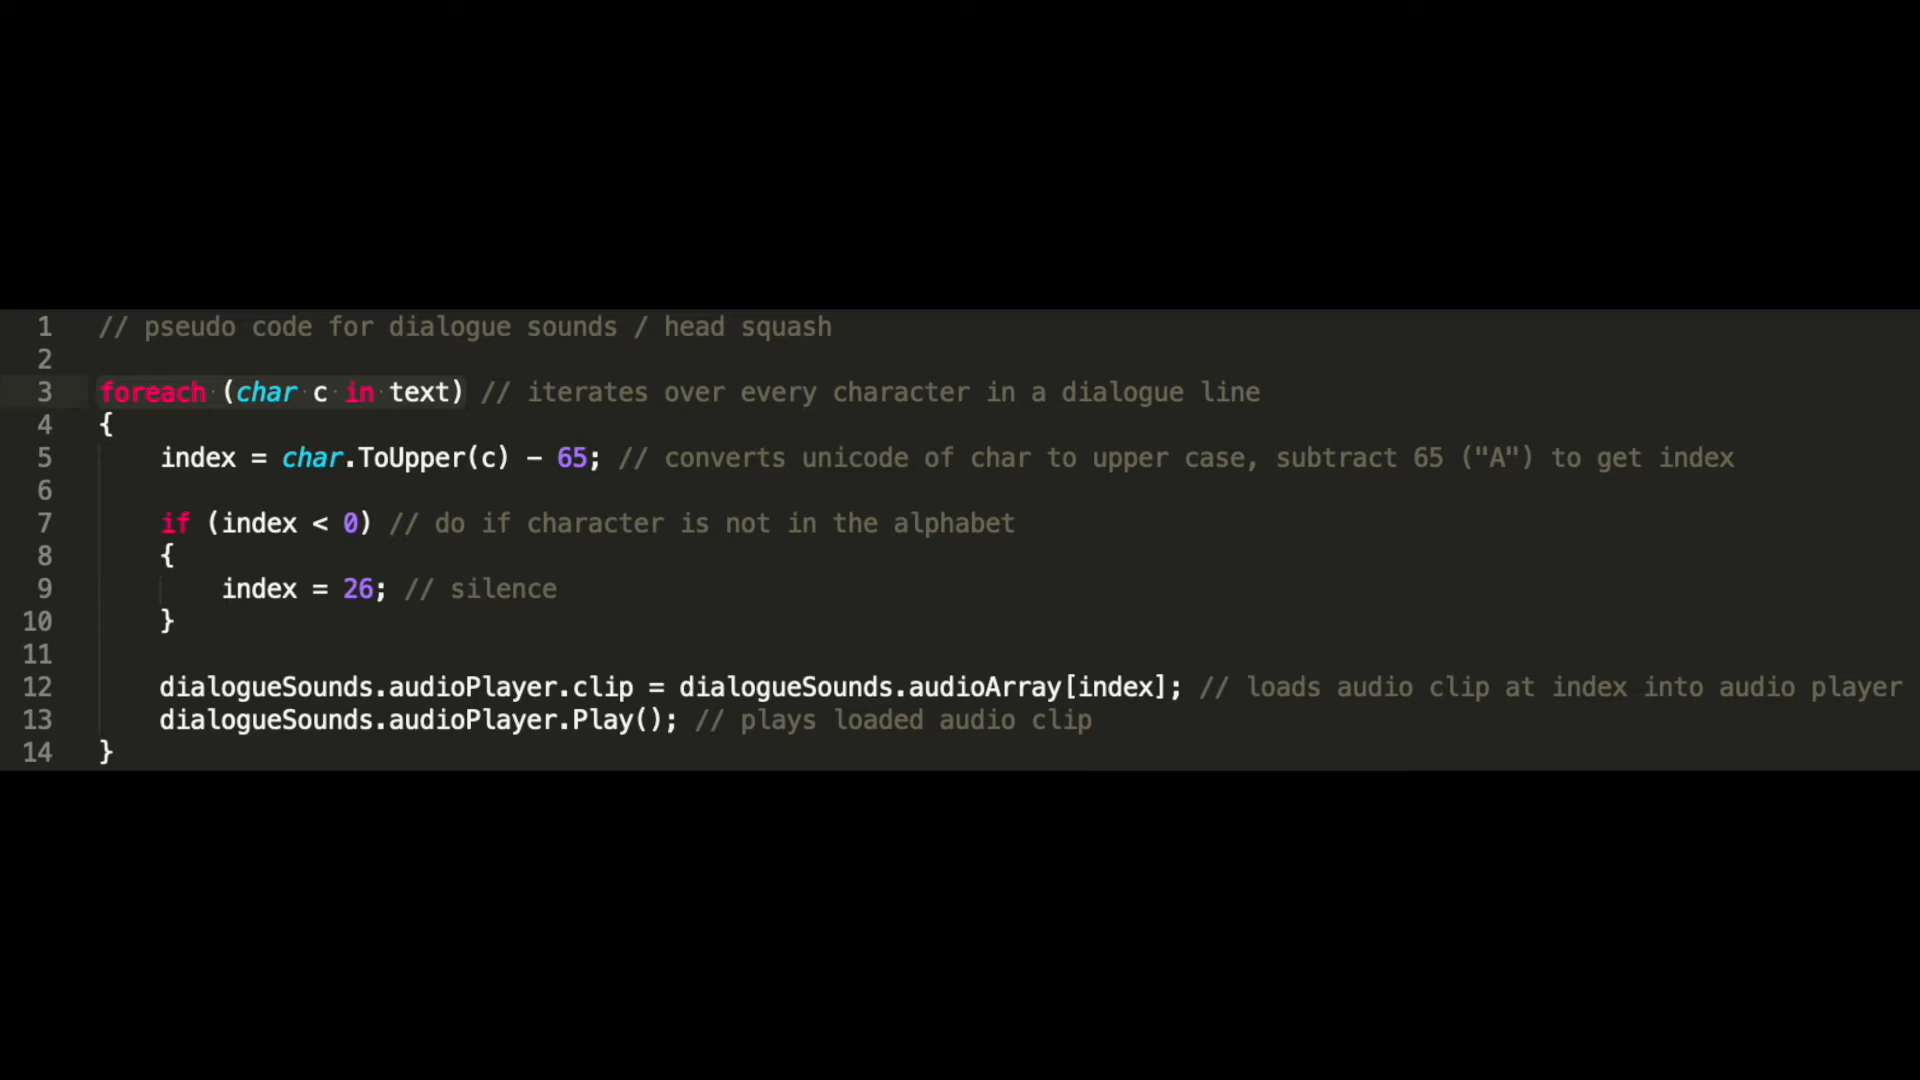 1 // pseudo code for dialogue sounds / head squash
2
3 foreach (char c in text) // iterates over every character in a dialogue line
4 {
5     index = char.ToUpper(c) - 65; // converts unicode of char to upper case, subtract 65 ("A") to get index
6
7     if (index < 0) // do if character is not in the alphabet
8     {
9         index = 26; // silence
10     }
11
12     dialogueSounds.audioPlayer.clip = dialogueSounds.audioArray[index]; // loads audio clip at index into audio player
13     dialogueSounds.audioPlayer.Play(); // plays loaded audio clip
14 }